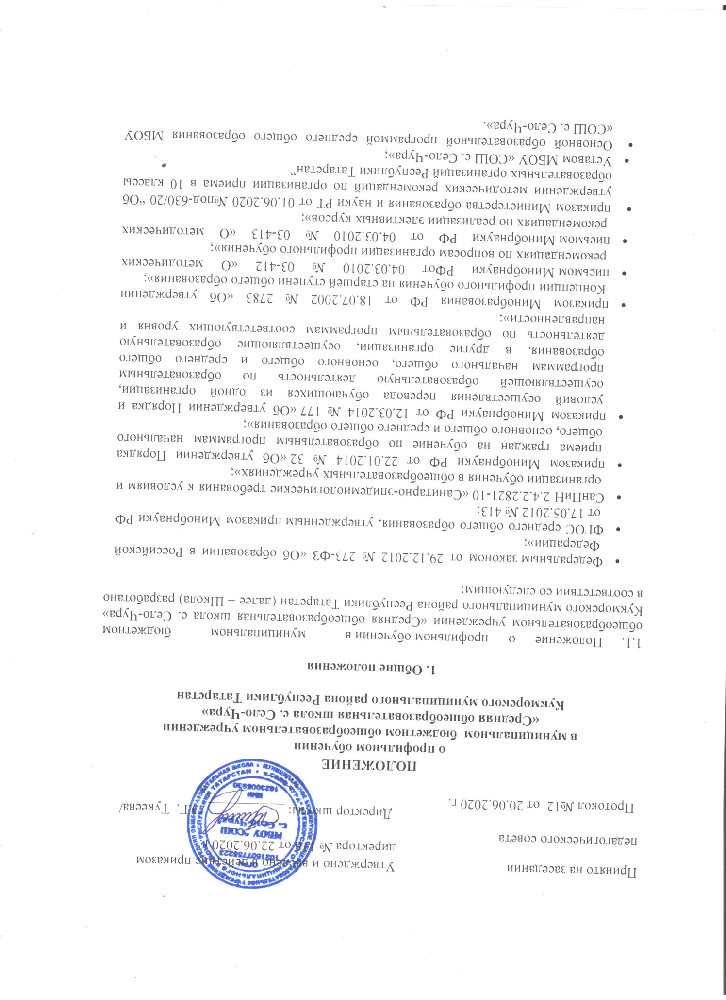 Принято на заседании
педагогического совета
Протокол №12 от 20.06.2020 г.
Утверждено и введено в действие приказом
директора № от 22.06.2020 г.
Директор школы: Т. Тукеева/
ОГРН
МБОУ "СОШ
с. Село-Чура"
ИНН
ПОЛОЖЕНИЕ
о профильном обучении
в муниципальном бюджетном общеобразовательном учреждении
«Средняя общеобразовательная школа с. Село-Чура»
Кукморского муниципального района Республики Татарстан
1. Общие положения
1.1. Положение о профильном обучении в муниципальном бюджетном
общеобразовательном учреждении «Средняя общеобразовательная школа с. Село-Чура»
Кукморского муниципального района Республики Татарстан (далее – Школа) разработано
в соответствии со следующим:
• Федеральным законом от 29.12.2012 № 273-ФЗ «Об образовании в Российской
Федерации»;
• ФГОС среднего общего образования, утвержденным приказом Минобрнауки РФ
от 17.05.2012 № 413;
• СанПиН 2.4.2.2821-10 «Санитарно-эпидемиологические требования к условиям и
организации обучения в общеобразовательных учреждениях»;
• приказом Минобрнауки РФ от 22.01.2014 № 32 «Об утверждении Порядка
приема граждан на обучение по образовательным программам начального
общего, основного общего и среднего общего образования»;
• приказом Минобрнауки РФ от 12.03.2014 № 177 «Об утверждении Порядка и
условий осуществления перевода обучающихся из одной организации,
осуществляющей образовательную деятельность по образовательным
программам начального общего, основного общего и среднего общего
образования, в другие организации, осуществляющие образовательную
деятельность по образовательным программам соответствующих уровня и
направленности»;
• приказом Минобразования РФ от 18.07.2002 № 2783 «Об утверждении
Концепции профильного обучения на старшей ступени общего образования»;
• письмом Минобрнауки РФот 04.03.2010 № 03-412 «О методических
рекомендациях по вопросам организации профильного обучения»;
• письмом Минобрнауки РФ от 04.03.2010 № 03-413 «О методических
рекомендациях по реализации элективных курсов»;
• приказом Министерства образования и науки РТ от 01.06.2020 №под-630/20 “Об
утверждении методических рекомендаций по организации приема в 10 классы
образовательных организаций Республики Татарстан”
• Уставом МБОУ «СОШ с. Село-Чура»;
• Основной образовательной программой среднего общего образования МБОУ
«СОШ с. Село-Чура».